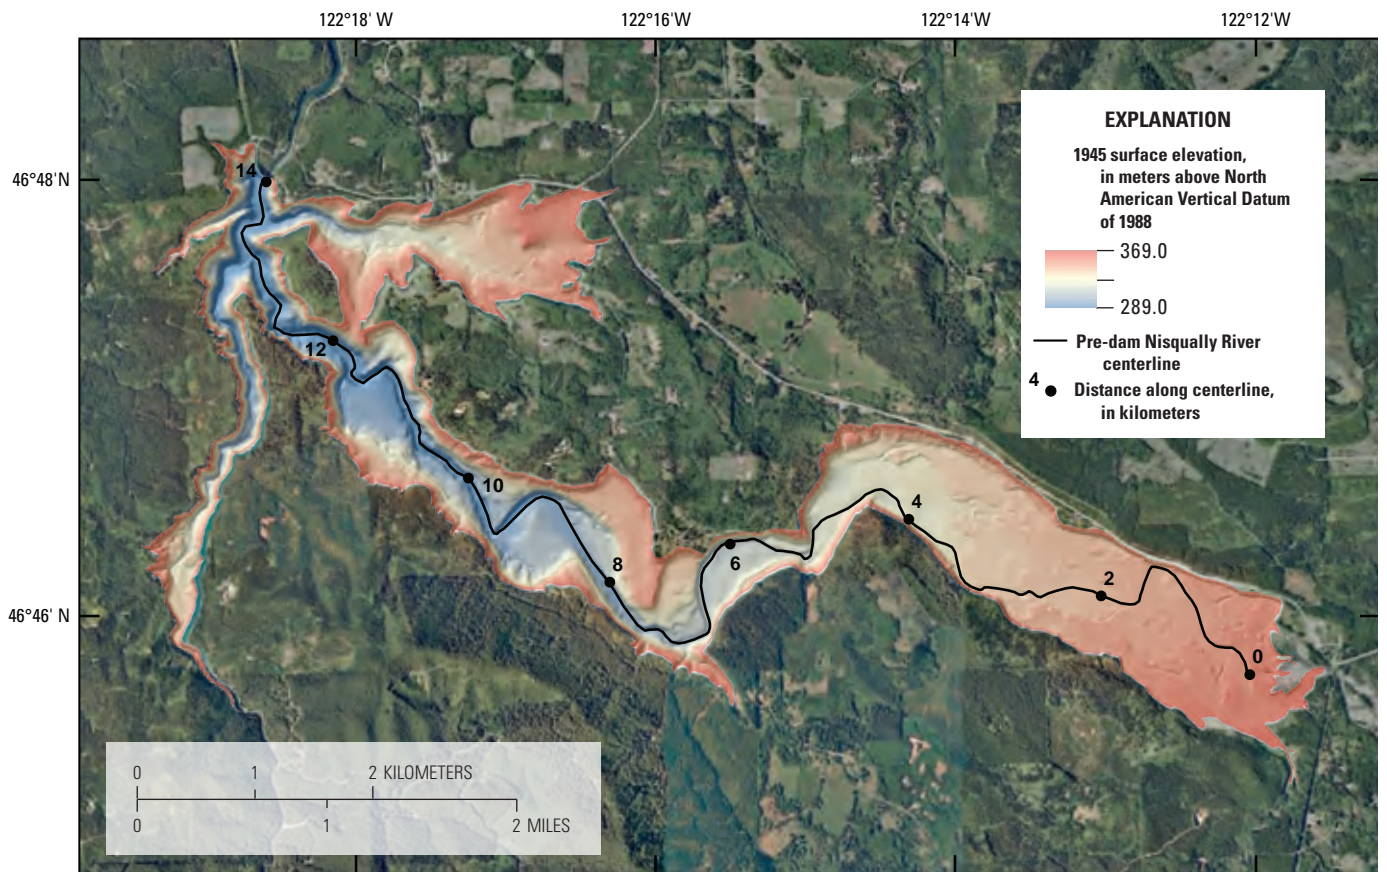 122°18' W
122°16'W
122°14'W
122°12'W
46°48' N
46°46' N
EXPLANATION
1945 surface elevation,
in meters above North
American Vertical Datum
of 1988
369.0
289.0
Pre-dam Nisqually River
centerline
4
Distance along centerline,
in kilometers
14
12
10
8
6
4
2
0
0 1 2 KILOMETERS
0 1 2 MILES